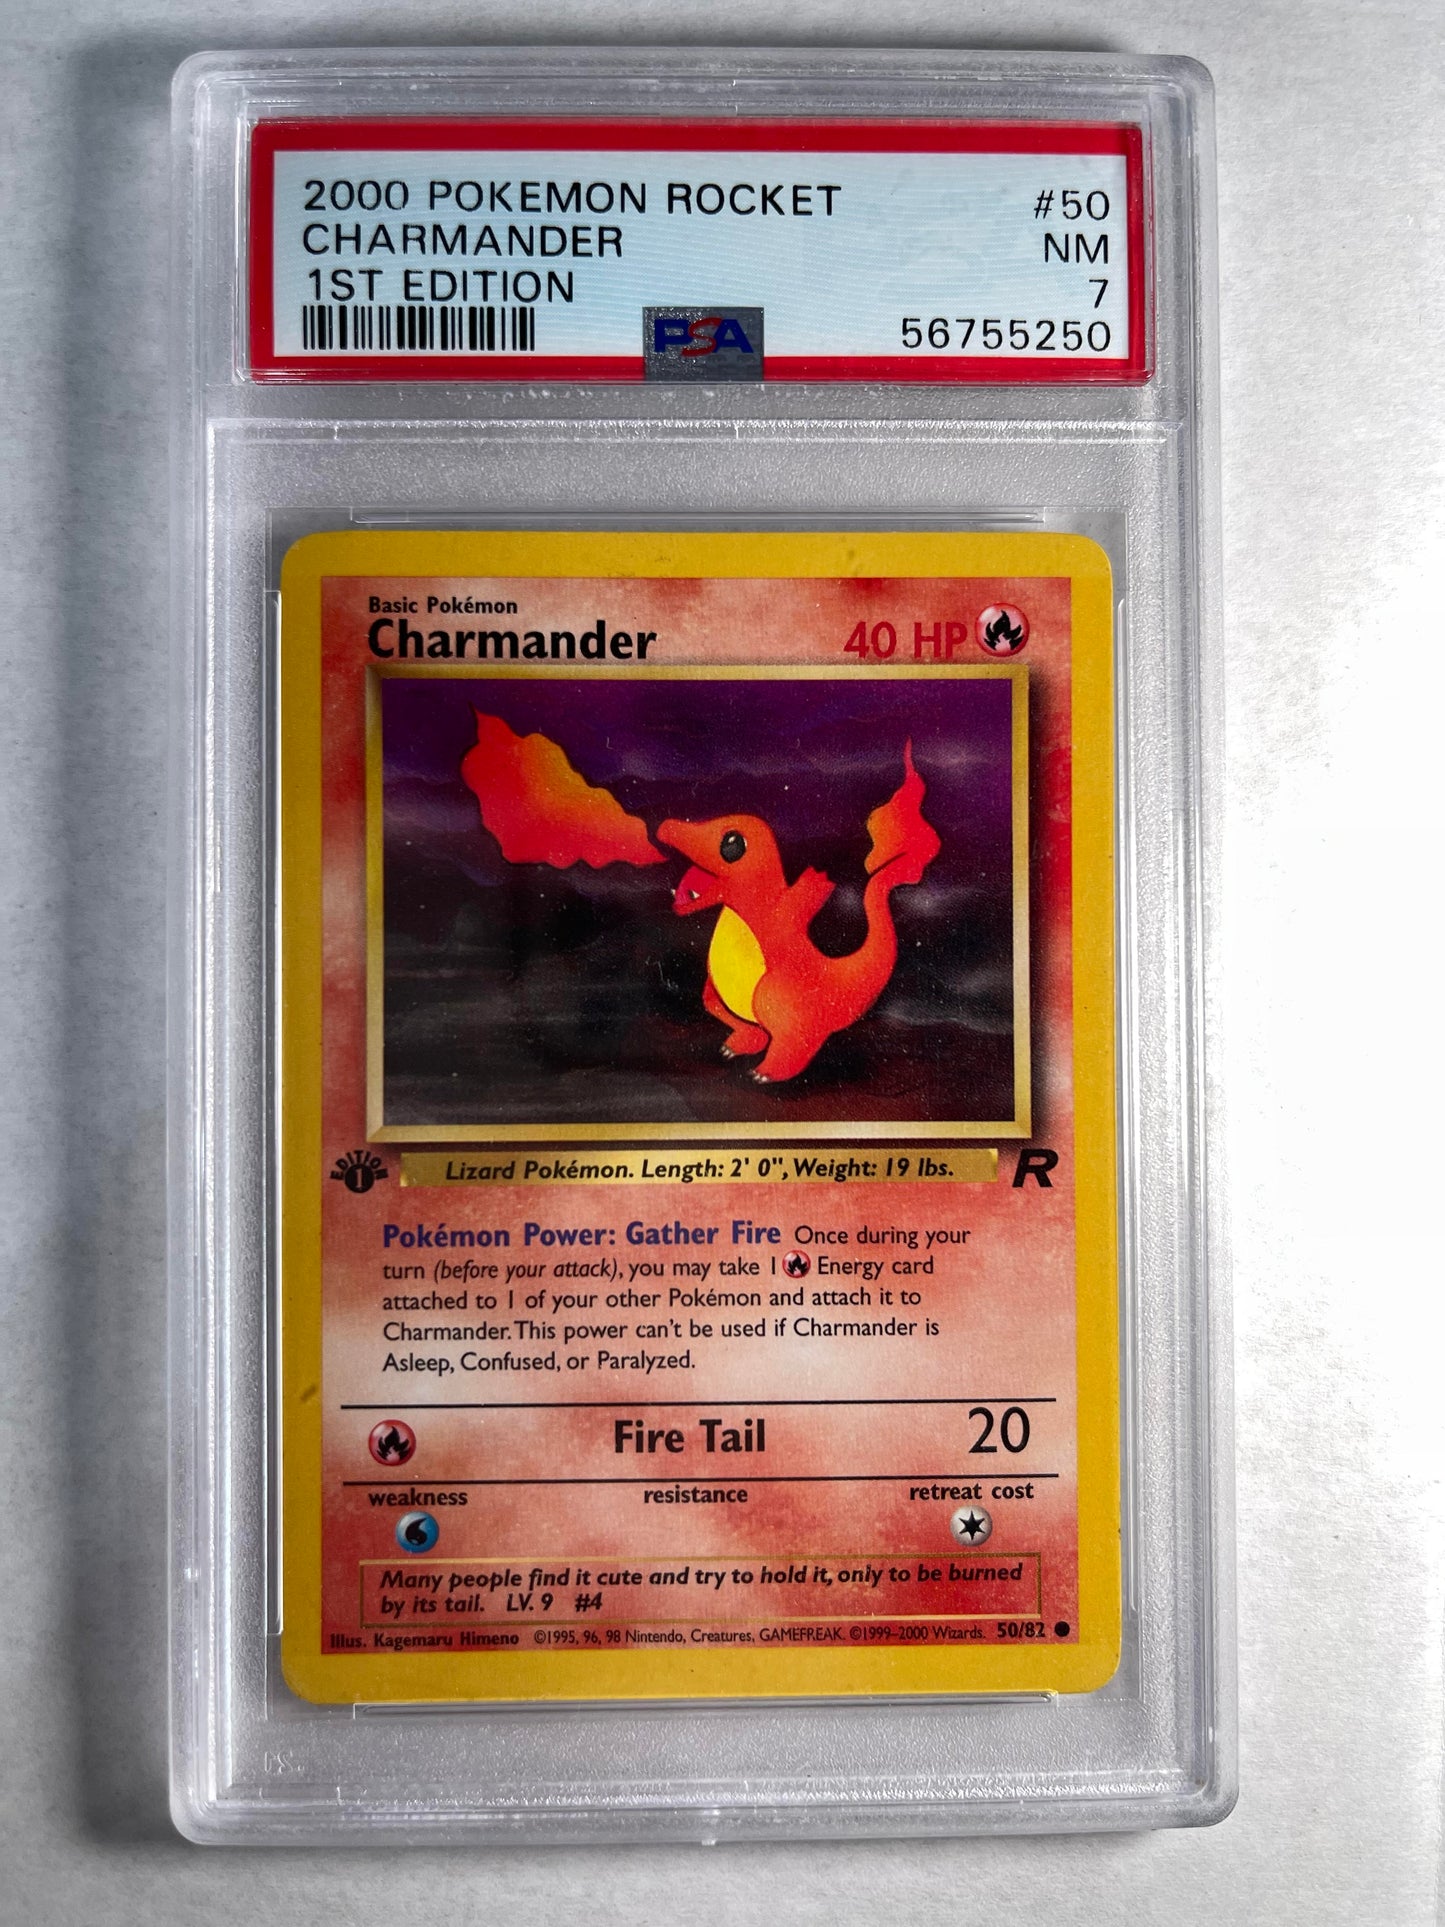 2000 POKEMON ROCKET #50
CHARMANDER NM
1ST EDITION 7
PSA 56755250
Basic Pokémon
Charmander 40 HP
EDITION 1
Lizard Pokémon. Length: 2' 0", Weight: 19 lbs. R
Pokémon Power: Gather Fire Once during your
turn (before your attack), you may take 1 Energy card
attached to 1 of your other Pokémon and attach it to
Charmander. This power can't be used if Charmander is
Asleep, Confused, or Paralyzed.
Fire Tail 20
weakness resistance retreat cost
Many people find it cute and try to hold it, only to be burned
by its tail. LV. 9 #4
Illus. Kagemaru Himeno ©1995, 96, 98 Nintendo, Creatures, GAMEFREAK. ©1999–2000 Wizards. 50/82